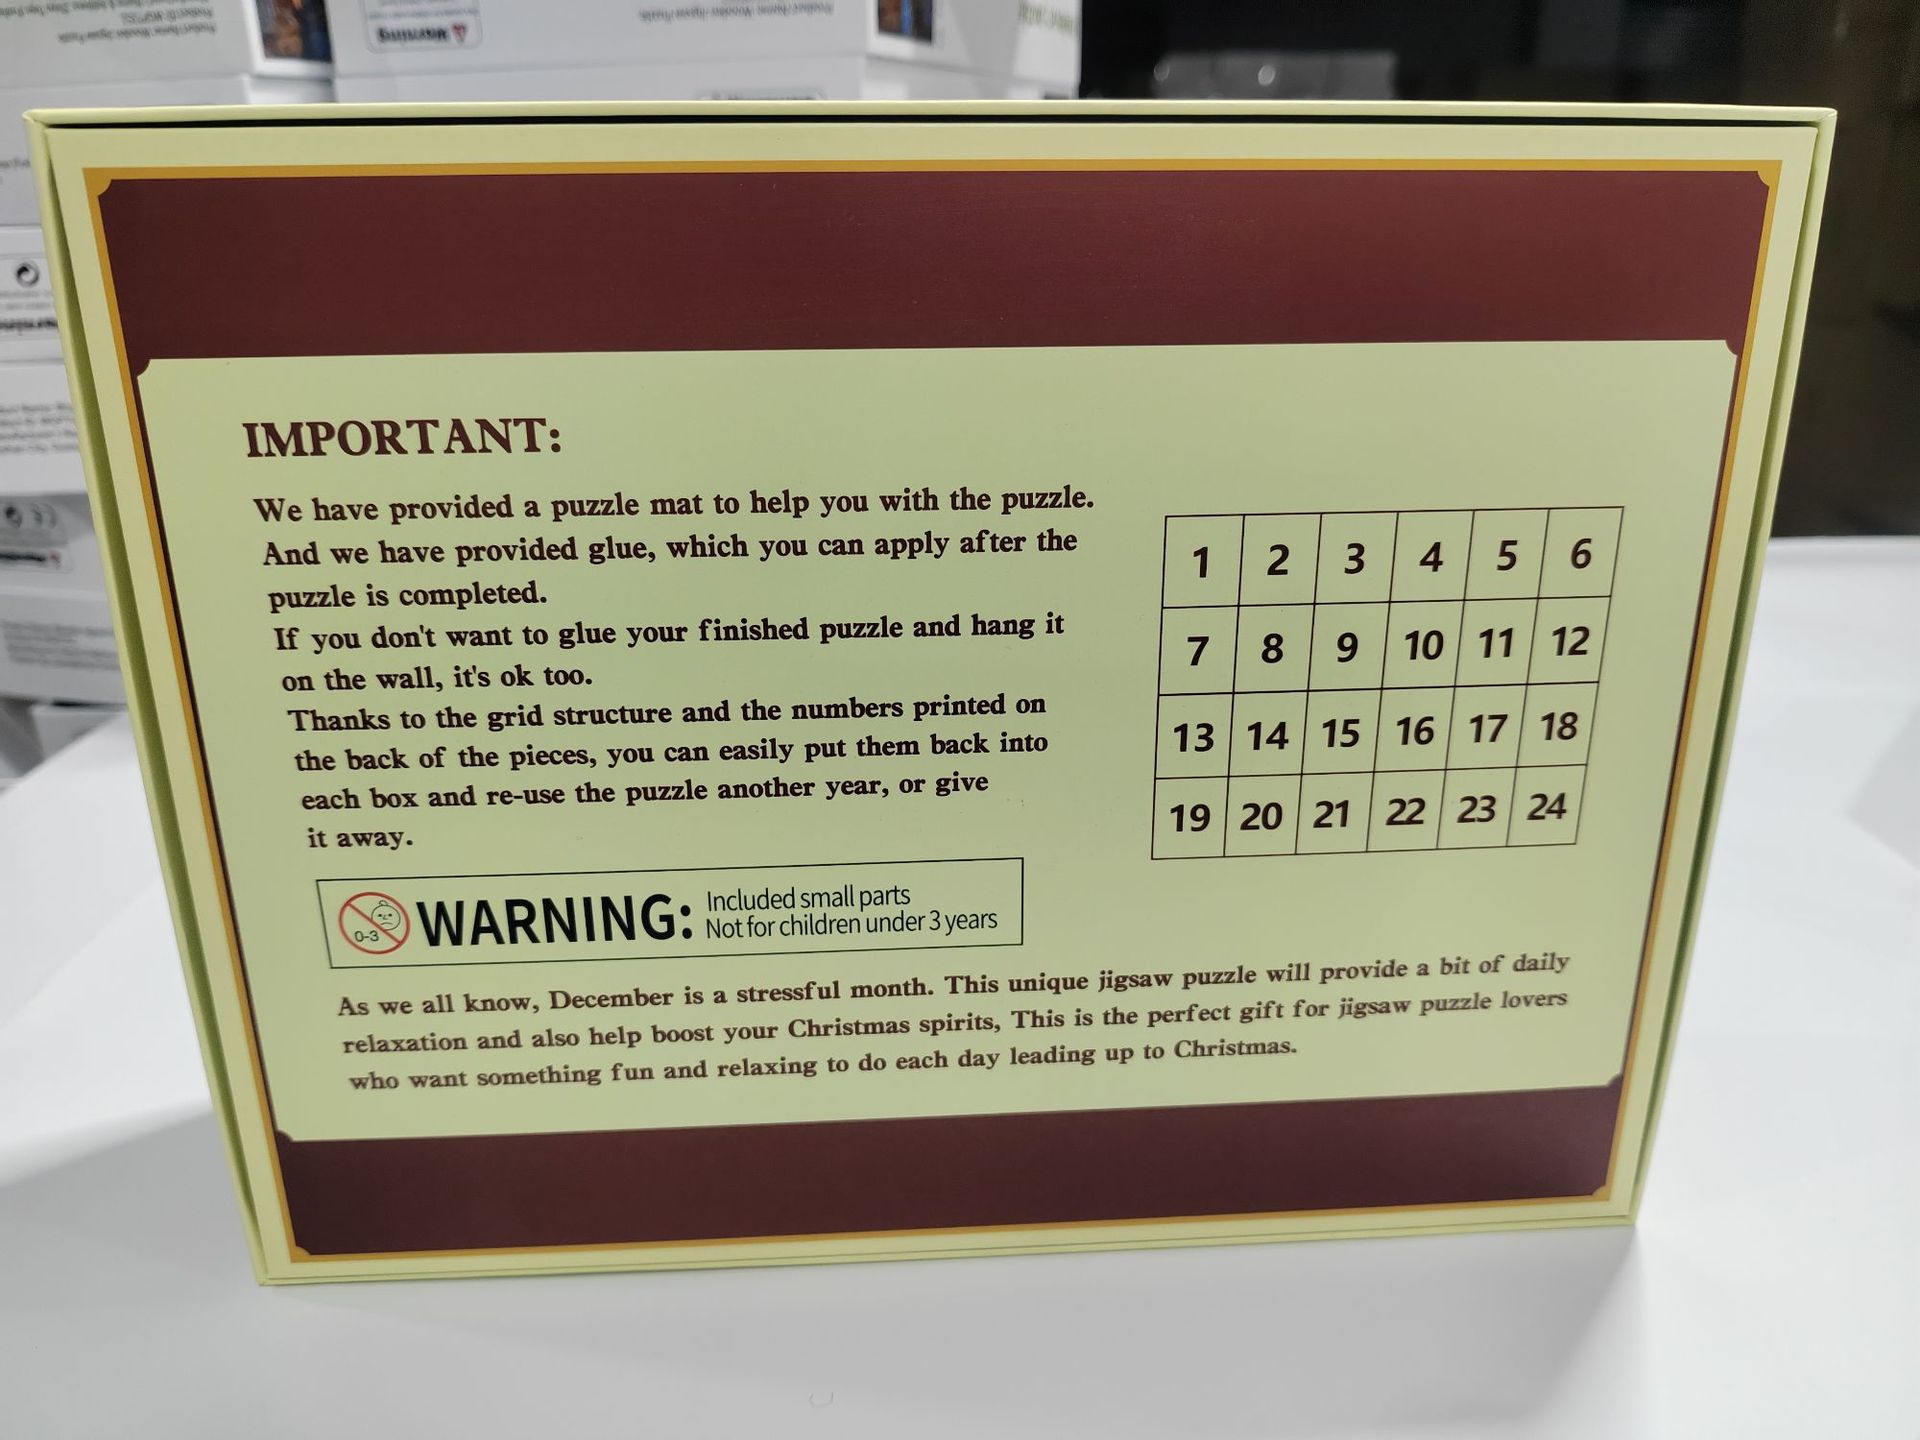 Warning
IMPORTANT:
We have provided a puzzle mat to help you with the puzzle.
And we have provided glue, which you can apply after the
puzzle is completed.
If you don't want to glue your finished puzzle and hang it
on the wall, it's ok too.
Thanks to the grid structure and the numbers printed on
the back of the pieces, you can easily put them back into
each box and re-use the puzzle another year, or give
it away.
1 2 3 4 5 6
7 8 9 10 11 12
13 14 15 16 17 18
19 20 21 22 23 24
0-3
WARNING: Included small parts
Not for children under 3 years
As we all know, December is a stressful month. This unique jigsaw puzzle will provide a bit of daily
relaxation and also help boost your Christmas spirits, This is the perfect gift for jigsaw puzzle lovers
who want something fun and relaxing to do each day leading up to Christmas.